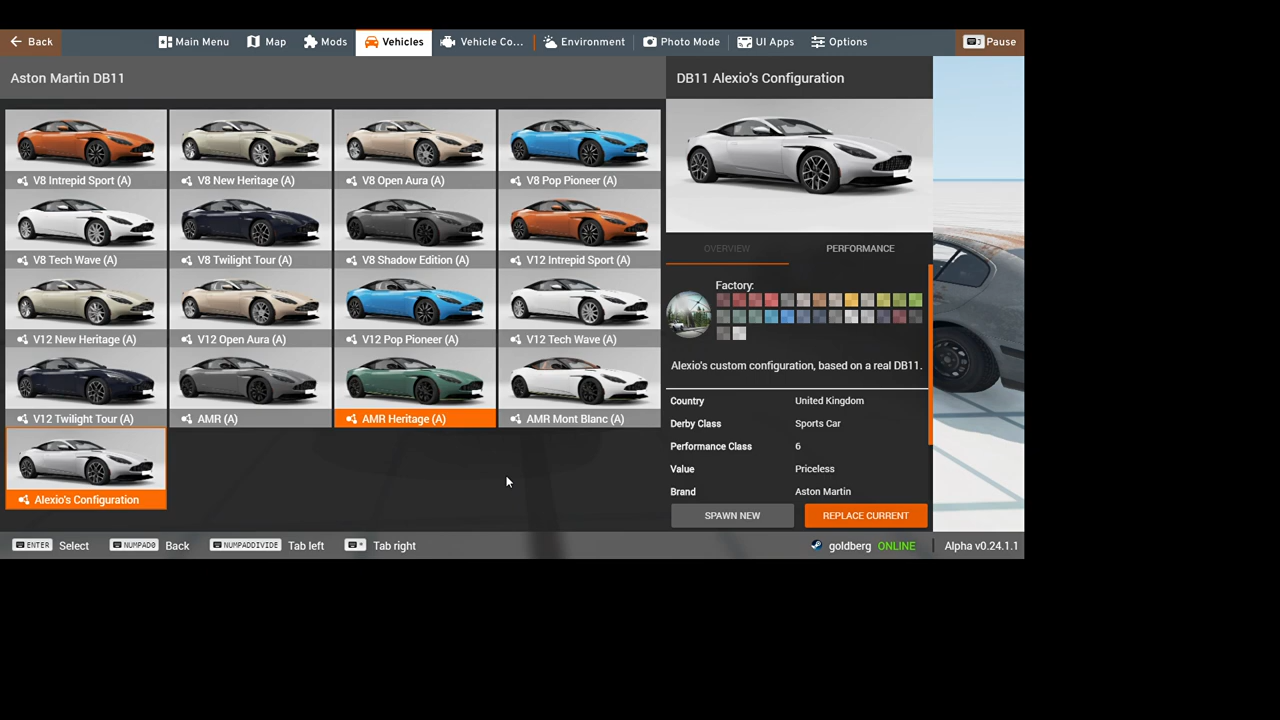 Back
Main Menu
Map
Mods
Vehicles
Vehicle Co...
Environment
Photo Mode
UI Apps
Options
Pause
Aston Martin DB11
DB11 Alexio's Configuration
V8 Intrepid Sport (A)
V8 New Heritage (A)
V8 Open Aura (A)
V8 Pop Pioneer (A)
V8 Tech Wave (A)
V8 Twilight Tour (A)
V8 Shadow Edition (A)
V12 Intrepid Sport (A)
V12 New Heritage (A)
V12 Open Aura (A)
V12 Pop Pioneer (A)
V12 Tech Wave (A)
V12 Twilight Tour (A)
AMR (A)
AMR Heritage (A)
AMR Mont Blanc (A)
Alexio's Configuration
OVERVIEW
PERFORMANCE
Factory:
Alexio's custom configuration, based on a real DB11.
Country United Kingdom
Derby Class Sports Car
Performance Class 6
Value Priceless
Brand Aston Martin
SPAWN NEW
REPLACE CURRENT
ENTER Select
NUMPAD0 Back
NUMPADDIVIDE Tab left
* Tab right
goldberg ONLINE
Alpha v0.24.1.1